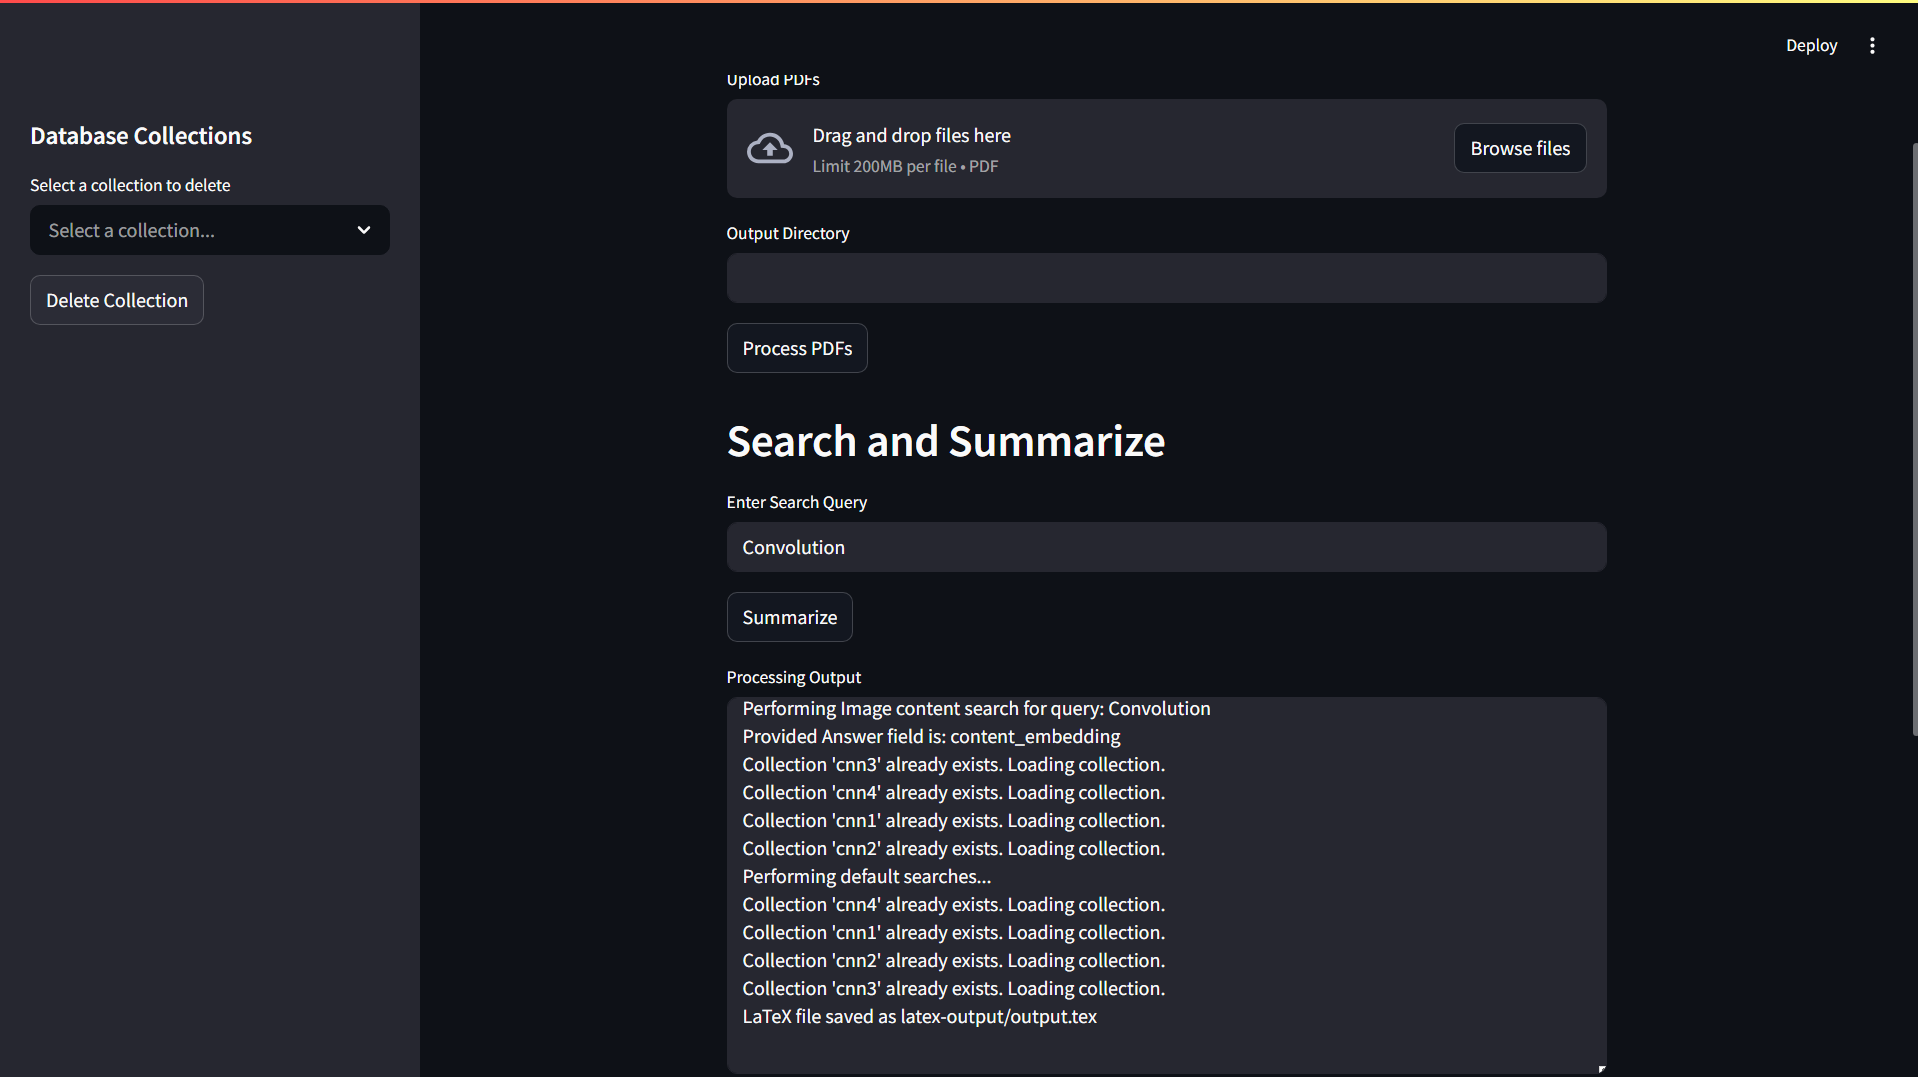 Deploy
Database Collections
Select a collection to delete
Select a collection...
Delete Collection
Upload PDFs
Drag and drop files here
Limit 200MB per file • PDF
Browse files
Output Directory
Process PDFs
Search and Summarize
Enter Search Query
Convolution
Summarize
Processing Output
Performing Image content search for query: Convolution
Provided Answer field is: content_embedding
Collection 'cnn3' already exists. Loading collection.
Collection 'cnn4' already exists. Loading collection.
Collection 'cnn1' already exists. Loading collection.
Collection 'cnn2' already exists. Loading collection.
Performing default searches...
Collection 'cnn4' already exists. Loading collection.
Collection 'cnn1' already exists. Loading collection.
Collection 'cnn2' already exists. Loading collection.
Collection 'cnn3' already exists. Loading collection.
LaTeX file saved as latex-output/output.tex